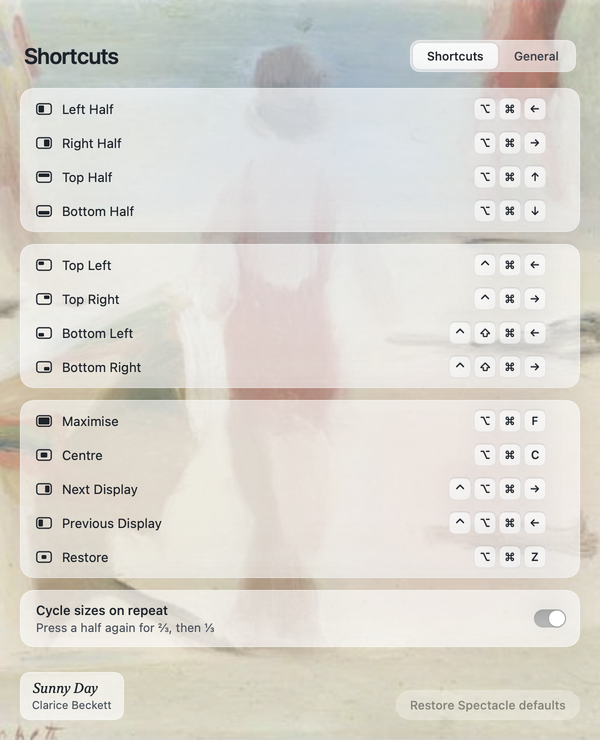 Shortcuts
Shortcuts General
Left Half ⌥ ⌘ ←
Right Half ⌥ ⌘ →
Top Half ⌥ ⌘ ↑
Bottom Half ⌥ ⌘ ↓
Top Left ^ ⌘ ←
Top Right ^ ⌘ →
Bottom Left ^ ⇧ ⌘ ←
Bottom Right ^ ⇧ ⌘ →
Maximise ⌥ ⌘ F
Centre ⌥ ⌘ C
Next Display ^ ⌥ ⌘ →
Previous Display ^ ⌥ ⌘ ←
Restore ⌥ ⌘ Z
Cycle sizes on repeat
Press a half again for ⅔, then ⅓
Sunny Day
Clarice Beckett
Restore Spectacle defaults